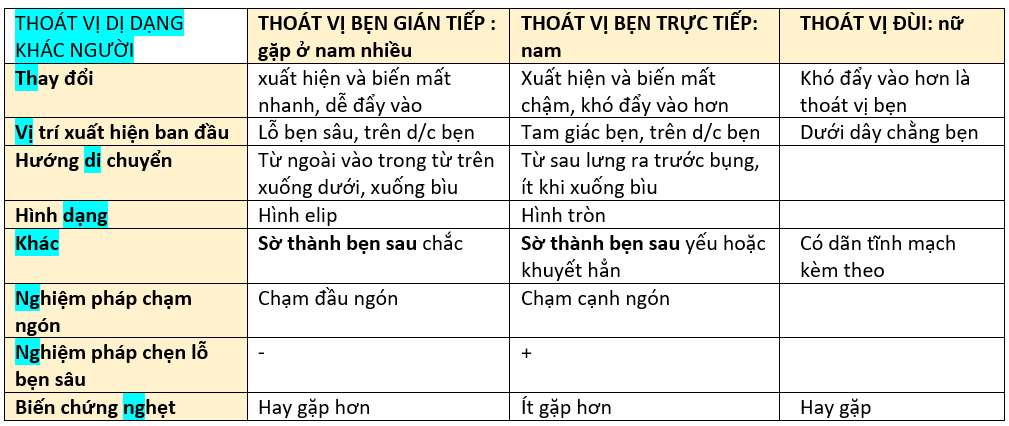 THOÁT VỊ DỊ DẠNG
KHÁC NGƯỜI
THOÁT VỊ BẸN GIÁN TIẾP :
gặp ở nam nhiều
THOÁT VỊ BẸN TRỰC TIẾP:
nam
THOÁT VỊ ĐÙI: nữ
Thay đổi
xuất hiện và biến mất
nhanh, dễ đẩy vào
Xuất hiện và biến mất
chậm, khó đẩy vào hơn
Khó đẩy vào hơn là
thoát vị bẹn
Vị trí xuất hiện ban đầu
Lỗ bẹn sâu, trên d/c bẹn
Tam giác bẹn, trên d/c bẹn
Dưới dây chằng bẹn
Hướng di chuyển
Từ ngoài vào trong từ trên
xuống dưới, xuống bìu
Từ sau lưng ra trước bụng,
ít khi xuống bìu
Hình dạng
Hình elip
Hình tròn
Khác
Sờ thành bẹn sau chắc
Sờ thành bẹn sau yếu hoặc
khuyết hẳn
Có dãn tĩnh mạch
kèm theo
Nghiệm pháp chạm
ngón
Chạm đầu ngón
Chạm cạnh ngón
Nghiệm pháp chẹn lỗ
bẹn sâu
-
+
Biến chứng nghẹt
Hay gặp hơn
Ít gặp hơn
Hay gặp